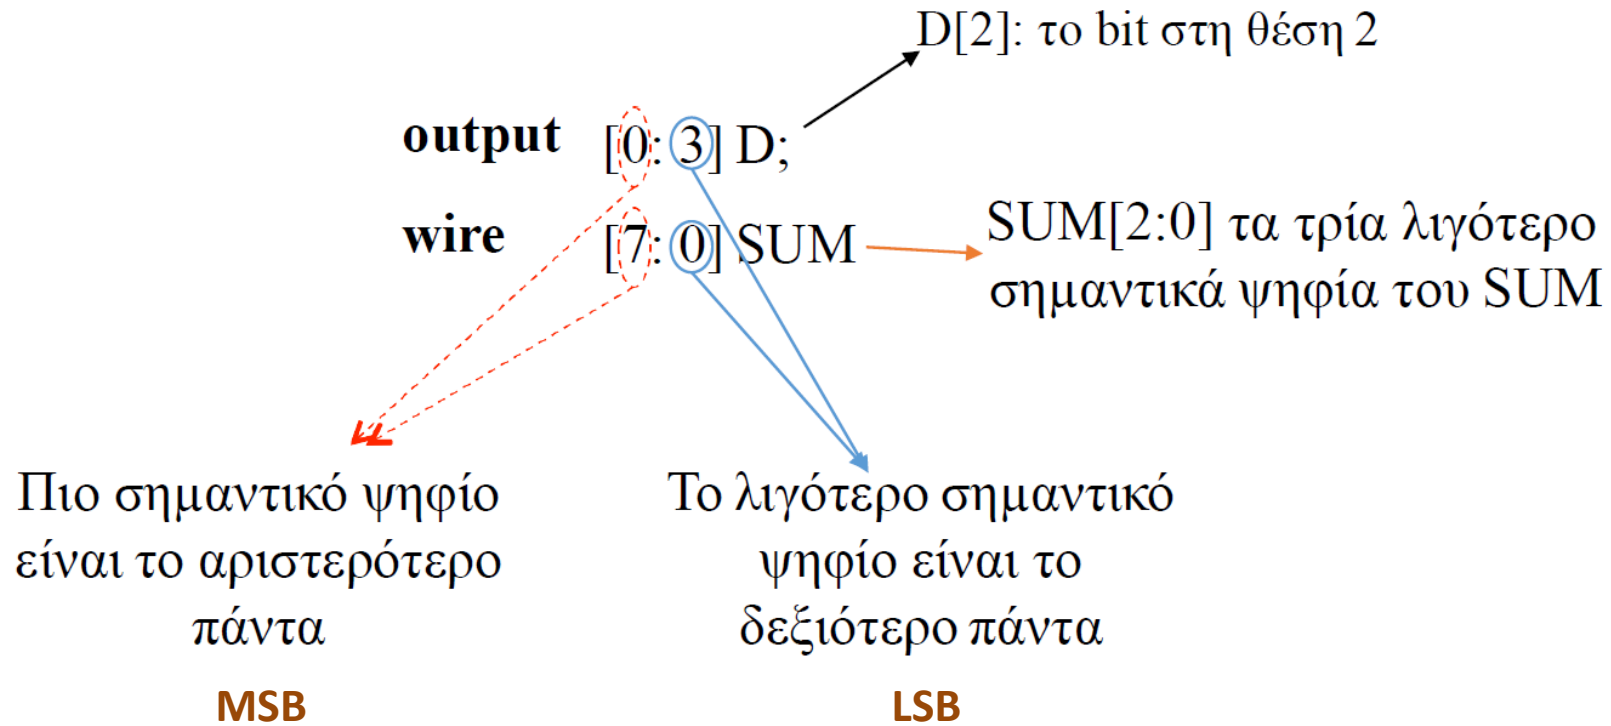 D[2]: το bit στη θέση 2
output [0: 3] D;
wire [7: 0] SUM
SUM[2:0] τα τρία λιγότερο
σημαντικά ψηφία του SUM
Πιο σημαντικό ψηφίο
είναι το αριστερότερο
πάντα
MSB
Το λιγότερο σημαντικό
ψηφίο είναι το
δεξιότερο πάντα
LSB